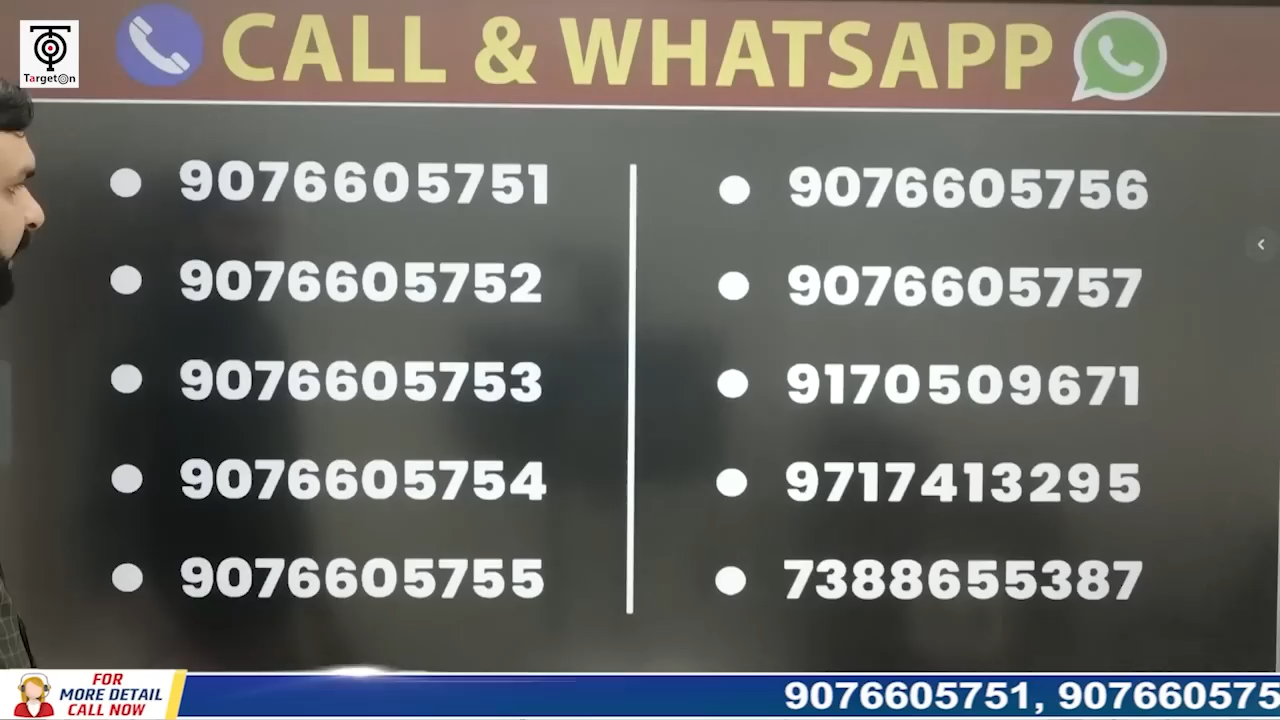 TargetOn
CALL & WHATSAPP
9076605751
9076605752
9076605753
9076605754
9076605755
9076605756
9076605757
9170509671
9717413295
7388655387
FOR
MORE DETAIL
CALL NOW
9076605751, 907660575